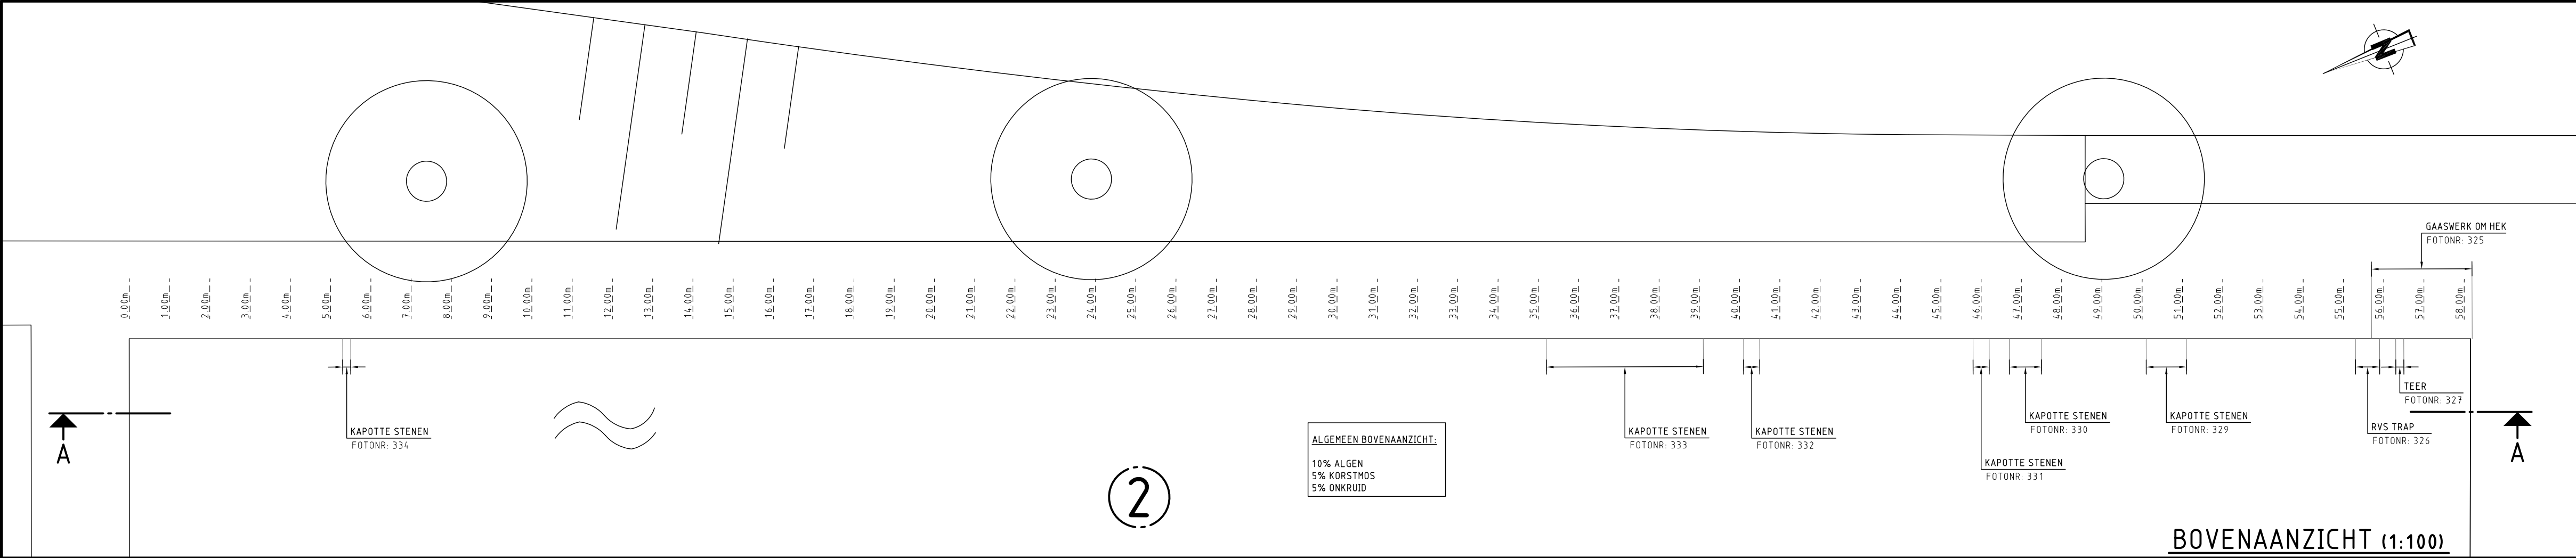 N
GAASWERK OM HEK
FOTONR: 325
0.00m
1.00m
2.00m
3.00m
4.00m
5.00m
6.00m
7.00m
8.00m
9.00m
10.00m
11.00m
12.00m
13.00m
14.00m
15.00m
16.00m
17.00m
18.00m
19.00m
20.00m
21.00m
22.00m
23.00m
24.00m
25.00m
26.00m
27.00m
28.00m
29.00m
30.00m
31.00m
32.00m
33.00m
34.00m
35.00m
36.00m
37.00m
38.00m
39.00m
40.00m
41.00m
42.00m
43.00m
44.00m
45.00m
46.00m
47.00m
48.00m
49.00m
50.00m
51.00m
52.00m
53.00m
54.00m
55.00m
56.00m
57.00m
58.00m
A
KAPOTTE STENEN
FOTONR: 334
2
ALGEMEEN BOVENAANZICHT:
10% ALGEN
5% KORSTMOS
5% ONKRUID
KAPOTTE STENEN
FOTONR: 333
KAPOTTE STENEN
FOTONR: 332
KAPOTTE STENEN
FOTONR: 331
KAPOTTE STENEN
FOTONR: 330
KAPOTTE STENEN
FOTONR: 329
RVS TRAP
FOTONR: 326
TEER
FOTONR: 327
A
BOVENAANZICHT (1:100)